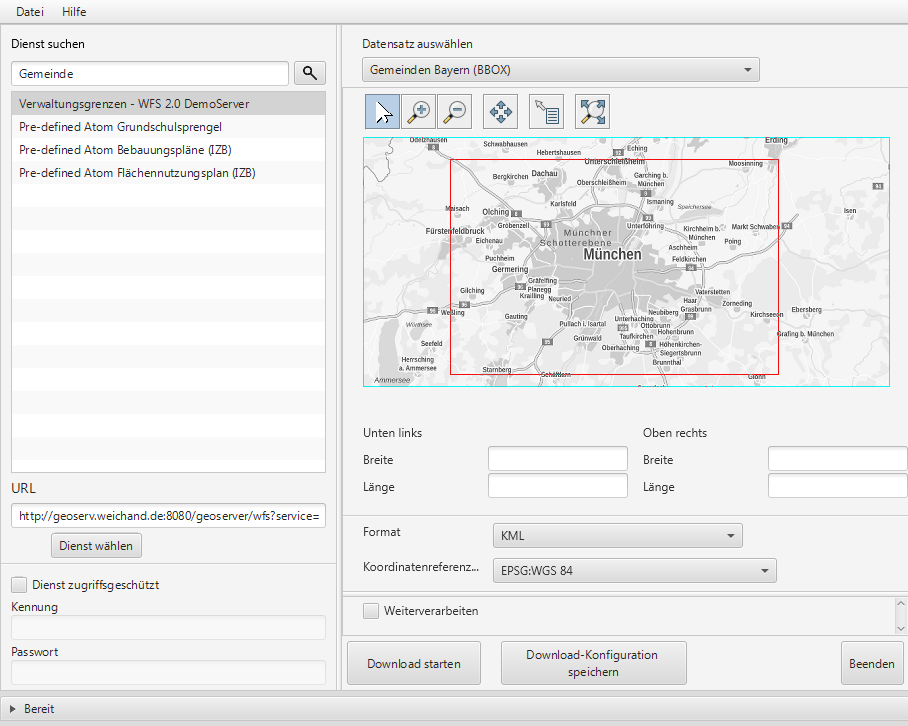 Datei Hilfe
Dienst suchen
Gemeinde
Verwaltungsgrenzen - WFS 2.0 DemoServer
Pre-defined Atom Grundschulsprengel
Pre-defined Atom Bebauungspläne (IZB)
Pre-defined Atom Flächennutzungsplan (IZB)
URL
http://geoserv.weichand.de:8080/geoserver/wfs?service=
Dienst wählen
Dienst zugriffsgeschützt
Kennung
Passwort
Datensatz auswählen
Gemeinden Bayern (BBOX)
Odelzhausen
Schwabhausen
Hebertshausen
Eching
Erding
Unterschleißheim
Moosinning
Bergkirchen
Dachau
Oberschleißheim
Garching b.
München
Karlsfeld
Ismaning
Speichersee
Maisach
Olching
Isen
Gröbenzell
Fürstenfeldbruck
Eichenau
Münchner
Schotterebene
Unterföhring
Kirchheim b.
München
Markt Schwaben
Poing
Aschheim
Feldkirchen
München
Puchheim
Germering
Gräfelfing
Planegg
Krailling
Neuried
Gilching
Vaterstetten
Haar
Grasbrunn
Zorneding
Weßling
Gauting
Neubiberg
Kirchseeon
Ebersberg
Wörthsee
Pullach i. Isartal
Unterhaching
Ottobrunn
Hohenbrunn
Grafing b. München
Seefeld
Grünwald
Taufkirchen
Oberhaching
Höhenkirchen-
Siegertsbrunn
Herrsching
a. Ammersee
Brunnthal
Starnberg
Schäftlarn
Glonn
Ammersee
Unten links
Oben rechts
Breite
Breite
Länge
Länge
Format
KML
Koordinatenreferenz...
EPSG:WGS 84
Weiterverarbeiten
Download starten
Download-Konfiguration
speichern
Beenden
Bereit